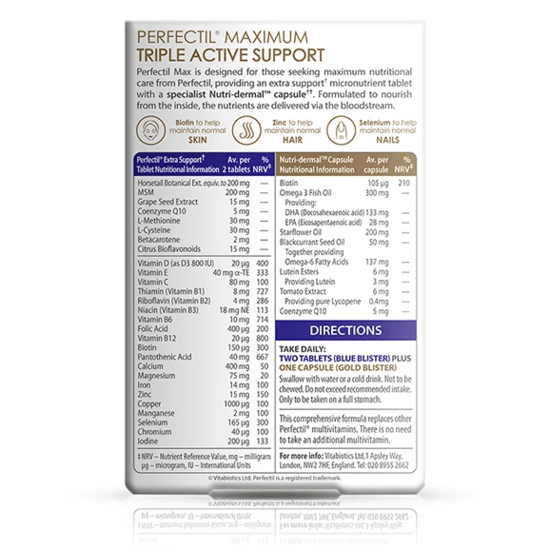 PERFECTIL® MAXIMUM
TRIPLE ACTIVE SUPPORT
Perfectil Max is designed for those seeking maximum nutritional
care from Perfectil, providing an extra support† micronutrient tablet
with a specialist Nutri-dermal™ capsule††. Formulated to nourish
from the inside, the nutrients are delivered via the bloodstream.
Biotin to help
maintain normal
SKIN
Zinc to help
maintain normal
HAIR
Selenium to help
maintain normal
NAILS
Perfectil® Extra Support† Av. per %
Tablet Nutritional Information 2 tablets NRV‡
Horsetail Botanical Ext. equiv. to 200 mg —
MSM 200 mg —
Grape Seed Extract 15 mg —
Coenzyme Q10 5 mg —
L-Methionine 30 mg —
L-Cysteine 30 mg —
Betacarotene 2 mg —
Citrus Bioflavonoids 15 mg —
Vitamin D (as D3 800 IU) 20 µg 400
Vitamin E 40 mg α-TE 333
Vitamin C 80 mg 100
Thiamin (Vitamin B1) 8 mg 727
Riboflavin (Vitamin B2) 4 mg 286
Niacin (Vitamin B3) 18 mg NE 113
Vitamin B6 10 mg 714
Folic Acid 400 µg 200
Vitamin B12 20 µg 800
Biotin 150 µg 300
Pantothenic Acid 40 mg 667
Calcium 400 mg 50
Magnesium 75 mg 20
Iron 14 mg 100
Zinc 15 mg 150
Copper 1000 µg 100
Manganese 2 mg 100
Selenium 165 µg 300
Chromium 40 µg 100
Iodine 200 µg 133
‡ NRV – Nutrient Reference Value, mg – milligram
µg – microgram, IU – International Units
Nutri-dermal™ Capsule Av. per %
Nutritional Information capsule NRV‡
Biotin 105 µg 210
Omega 3 Fish Oil 300 mg —
Providing:
DHA (Docosahexaenoic acid) 133 mg —
EPA (Eicosapentaenoic acid) 28 mg —
Starflower Oil 200 mg —
Blackcurrant Seed Oil 50 mg —
Together providing
Omega-6 Fatty Acids 137 mg —
Lutein Esters 6 mg —
Providing Lutein 3 mg —
Tomato Extract 6 mg —
Providing pure Lycopene 0.4mg —
Coenzyme Q10 5 mg —
DIRECTIONS
TAKE DAILY:
TWO TABLETS (BLUE BLISTER) PLUS
ONE CAPSULE (GOLD BLISTER)
Swallow with water or a cold drink. Not to be
chewed. Do not exceed recommended intake.
Only to be taken on a full stomach.
This comprehensive formula replaces other
Perfectil® multivitamins. There is no need
to take an additional multivitamin.
For more info: Vitabiotics Ltd, 1 Apsley Way,
London, NW2 7HF, England. Tel: 020 8955 2662
© Vitabiotics Ltd. Perfectil is a registered trademark.